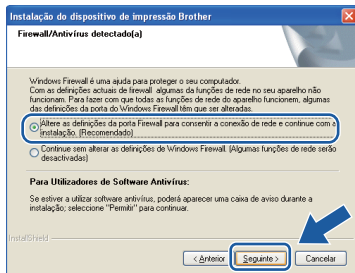 Instalação do dispositivo de impressão Brother
Firewall/Antivírus detectado(a)
Windows Firewall é uma ajuda para proteger o seu computador.
Com as definições actuais de firewall algumas da funções de rede no seu aparelho não
funcionam. Para fazer com que todas as funções de rede do aparelho funcionem, algumas
das definições da porta do Windows Firewall têm que ser alteradas.
Altere as definições da porta Firewall para consentir a conexão de rede e continue com a
instalação. (Recomendado)
Continue sem alterar as definições de Windows Firewall. (Algumas funções de rede serão
desactivadas)
Para Utilizadores de Software Antivírus:
Se estiver a utilizar software antivírus, poderá aparecer uma caixa de aviso durante a
instalação; seleccione "Permitir" para continuar.
InstallShield
< Anterior
Seguinte >
Cancelar